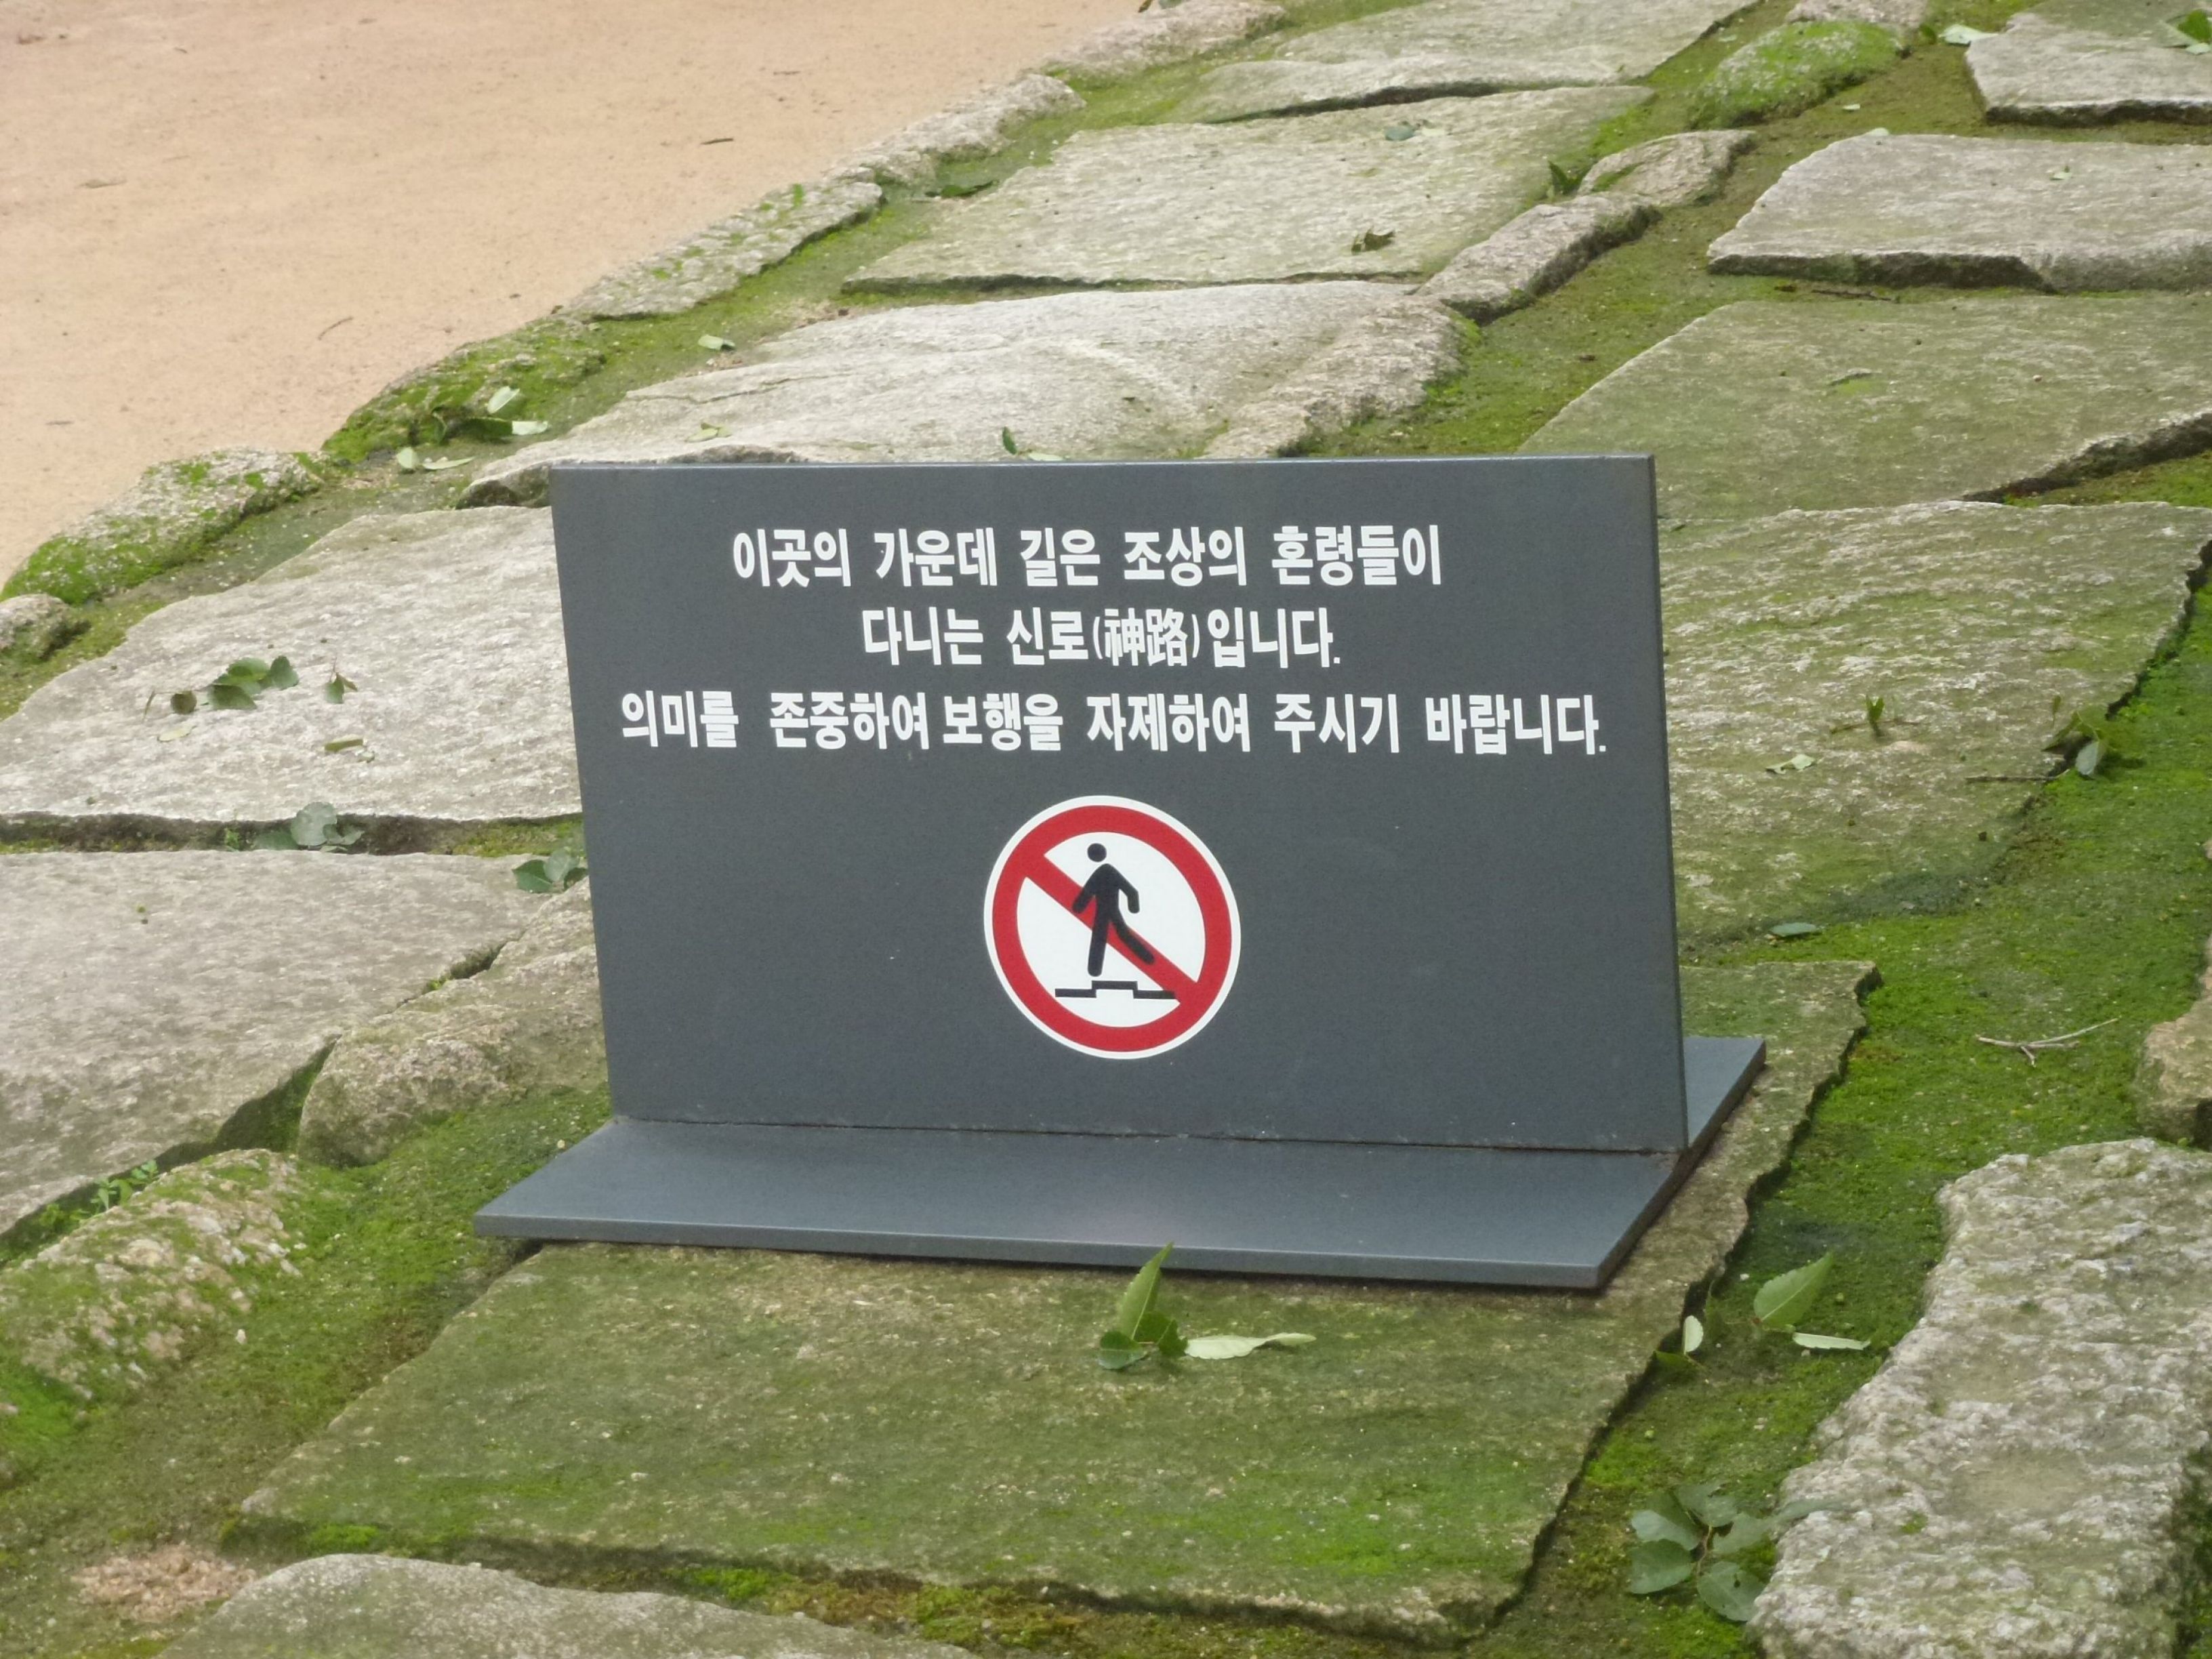 이곳의 가운데 길은 조상의 혼령들이
다니는 신로(神路)입니다.
의미를 존중하여 보행을 자제하여 주시기 바랍니다.